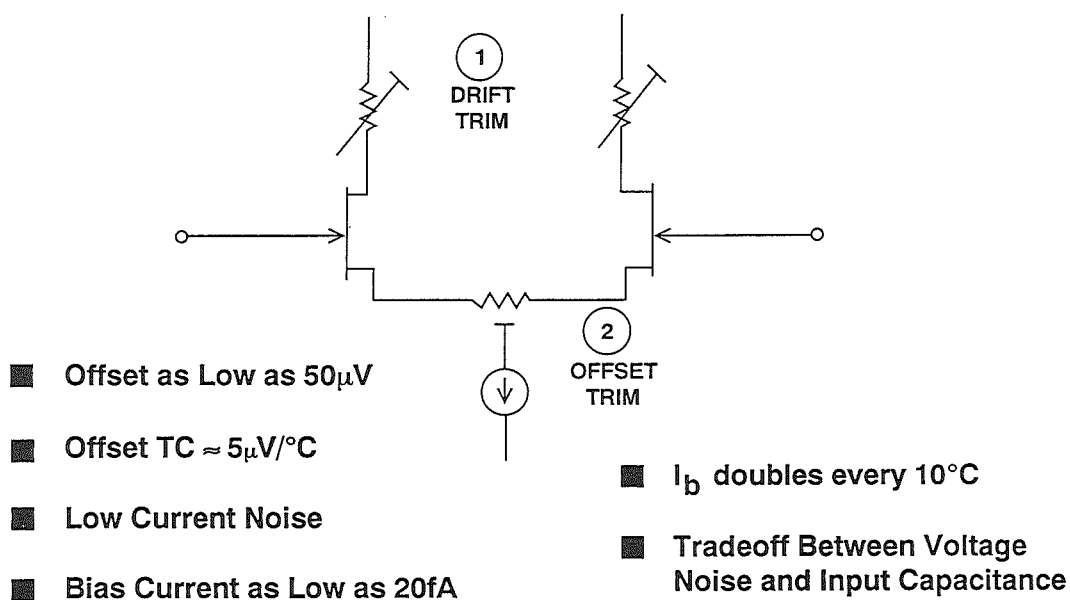 1
DRIFT
TRIM
2
OFFSET
TRIM
Offset as Low as 50μV
Offset TC ≈ 5μV/°C
Low Current Noise
Bias Current as Low as 20fA
I_b doubles every 10°C
Tradeoff Between Voltage
Noise and Input Capacitance